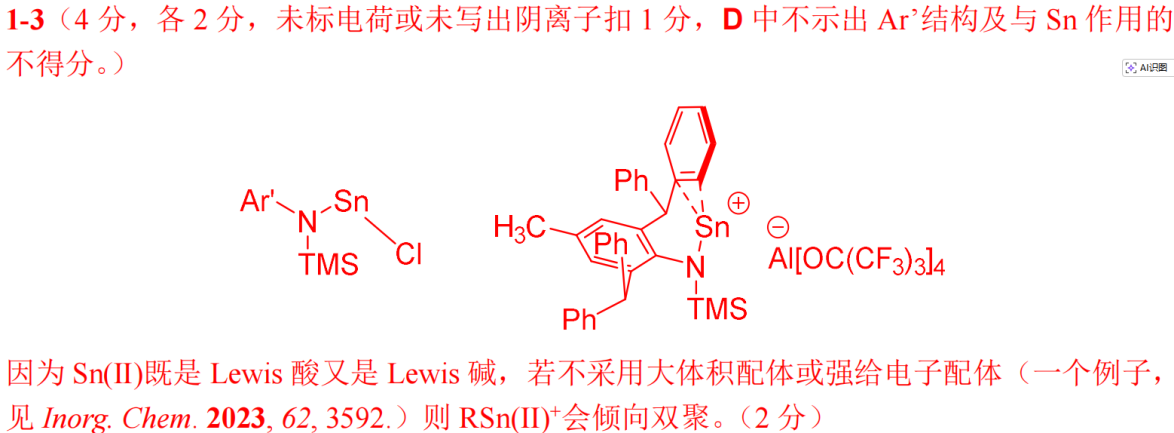 1-3（4 分，各 2 分，未标电荷或未写出阴离子扣 1 分，D 中不示出 Ar’结构及与 Sn 作用的
不得分。）
AI识图
Ar'
N
Sn
TMS
Cl
Ph
H₃C
Ph
Ph
Sn
⊕
N
TMS
⊖
Al[OC(CF₃)₃]₄
因为 Sn(II)既是 Lewis 酸又是 Lewis 碱，若不采用大体积配体或强给电子配体（一个例子，
见 Inorg. Chem. 2023, 62, 3592.）则 RSn(II)⁺会倾向双聚。（2 分）